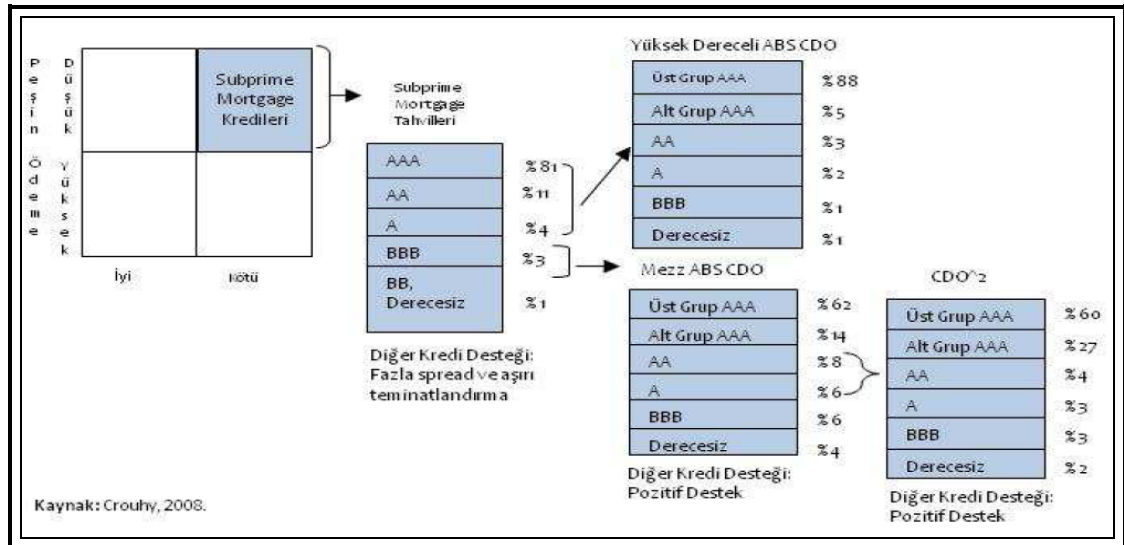 Peşin Ödeme
Düşük
Yüksek
Subprime
Mortgage
Kredileri
İyi
Kötü
Subprime
Mortgage
Tahvilleri
AAA %81
AA %11
A %4
BBB %3
BB,
Derecesiz %1
Diğer Kredi Desteği:
Fazla spread ve aşırı
teminatlandırma
Yüksek Dereceli ABS CDO
Üst Grup AAA %88
Alt Grup AAA %5
AA %3
A %2
BBB %1
Derecesiz %1
Mezz ABS CDO
Üst Grup AAA %62
Alt Grup AAA %14
AA %8
A %6
BBB %6
Derecesiz %4
Diğer Kredi Desteği:
Pozitif Destek
CDO^2
Üst Grup AAA %60
Alt Grup AAA %27
AA %4
A %3
BBB %3
Derecesiz %2
Diğer Kredi Desteği:
Pozitif Destek
Kaynak: Crouhy, 2008.